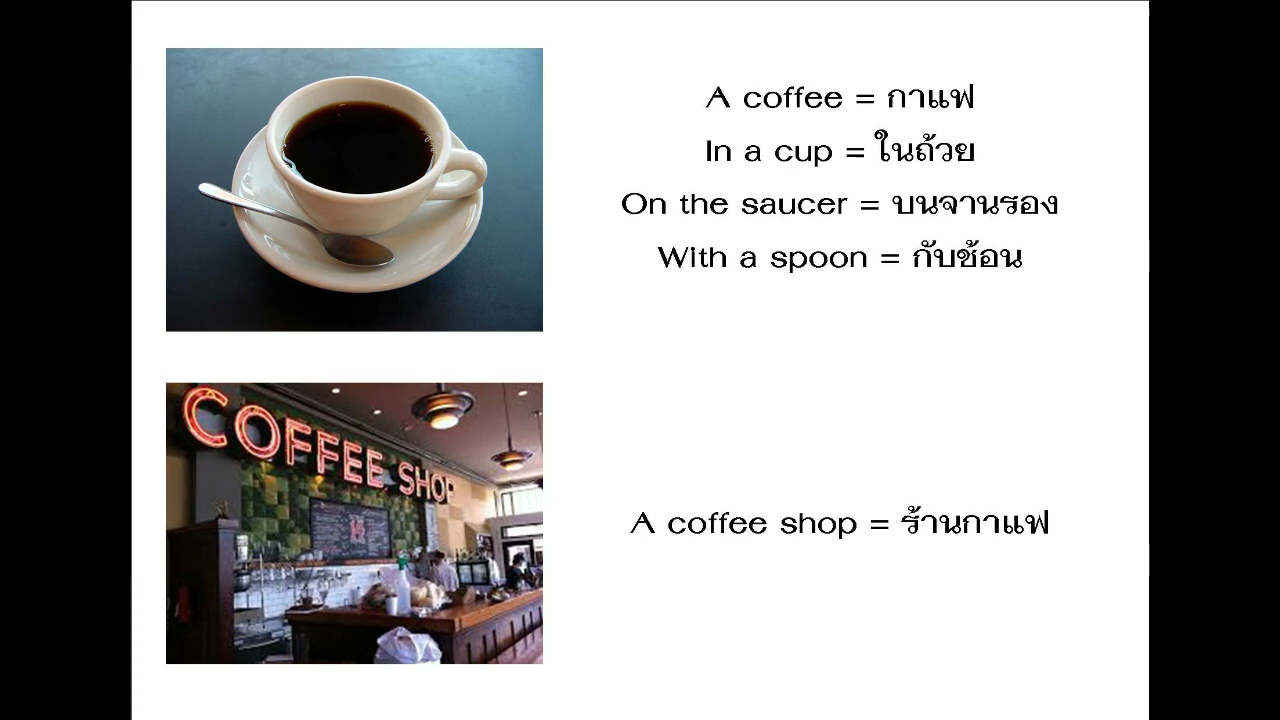 A coffee = กาแฟ
In a cup = ในถ้วย
On the saucer = บนจานรอง
With a spoon = กับช้อน
COFFEE SHOP
A coffee shop = ร้านกาแฟ